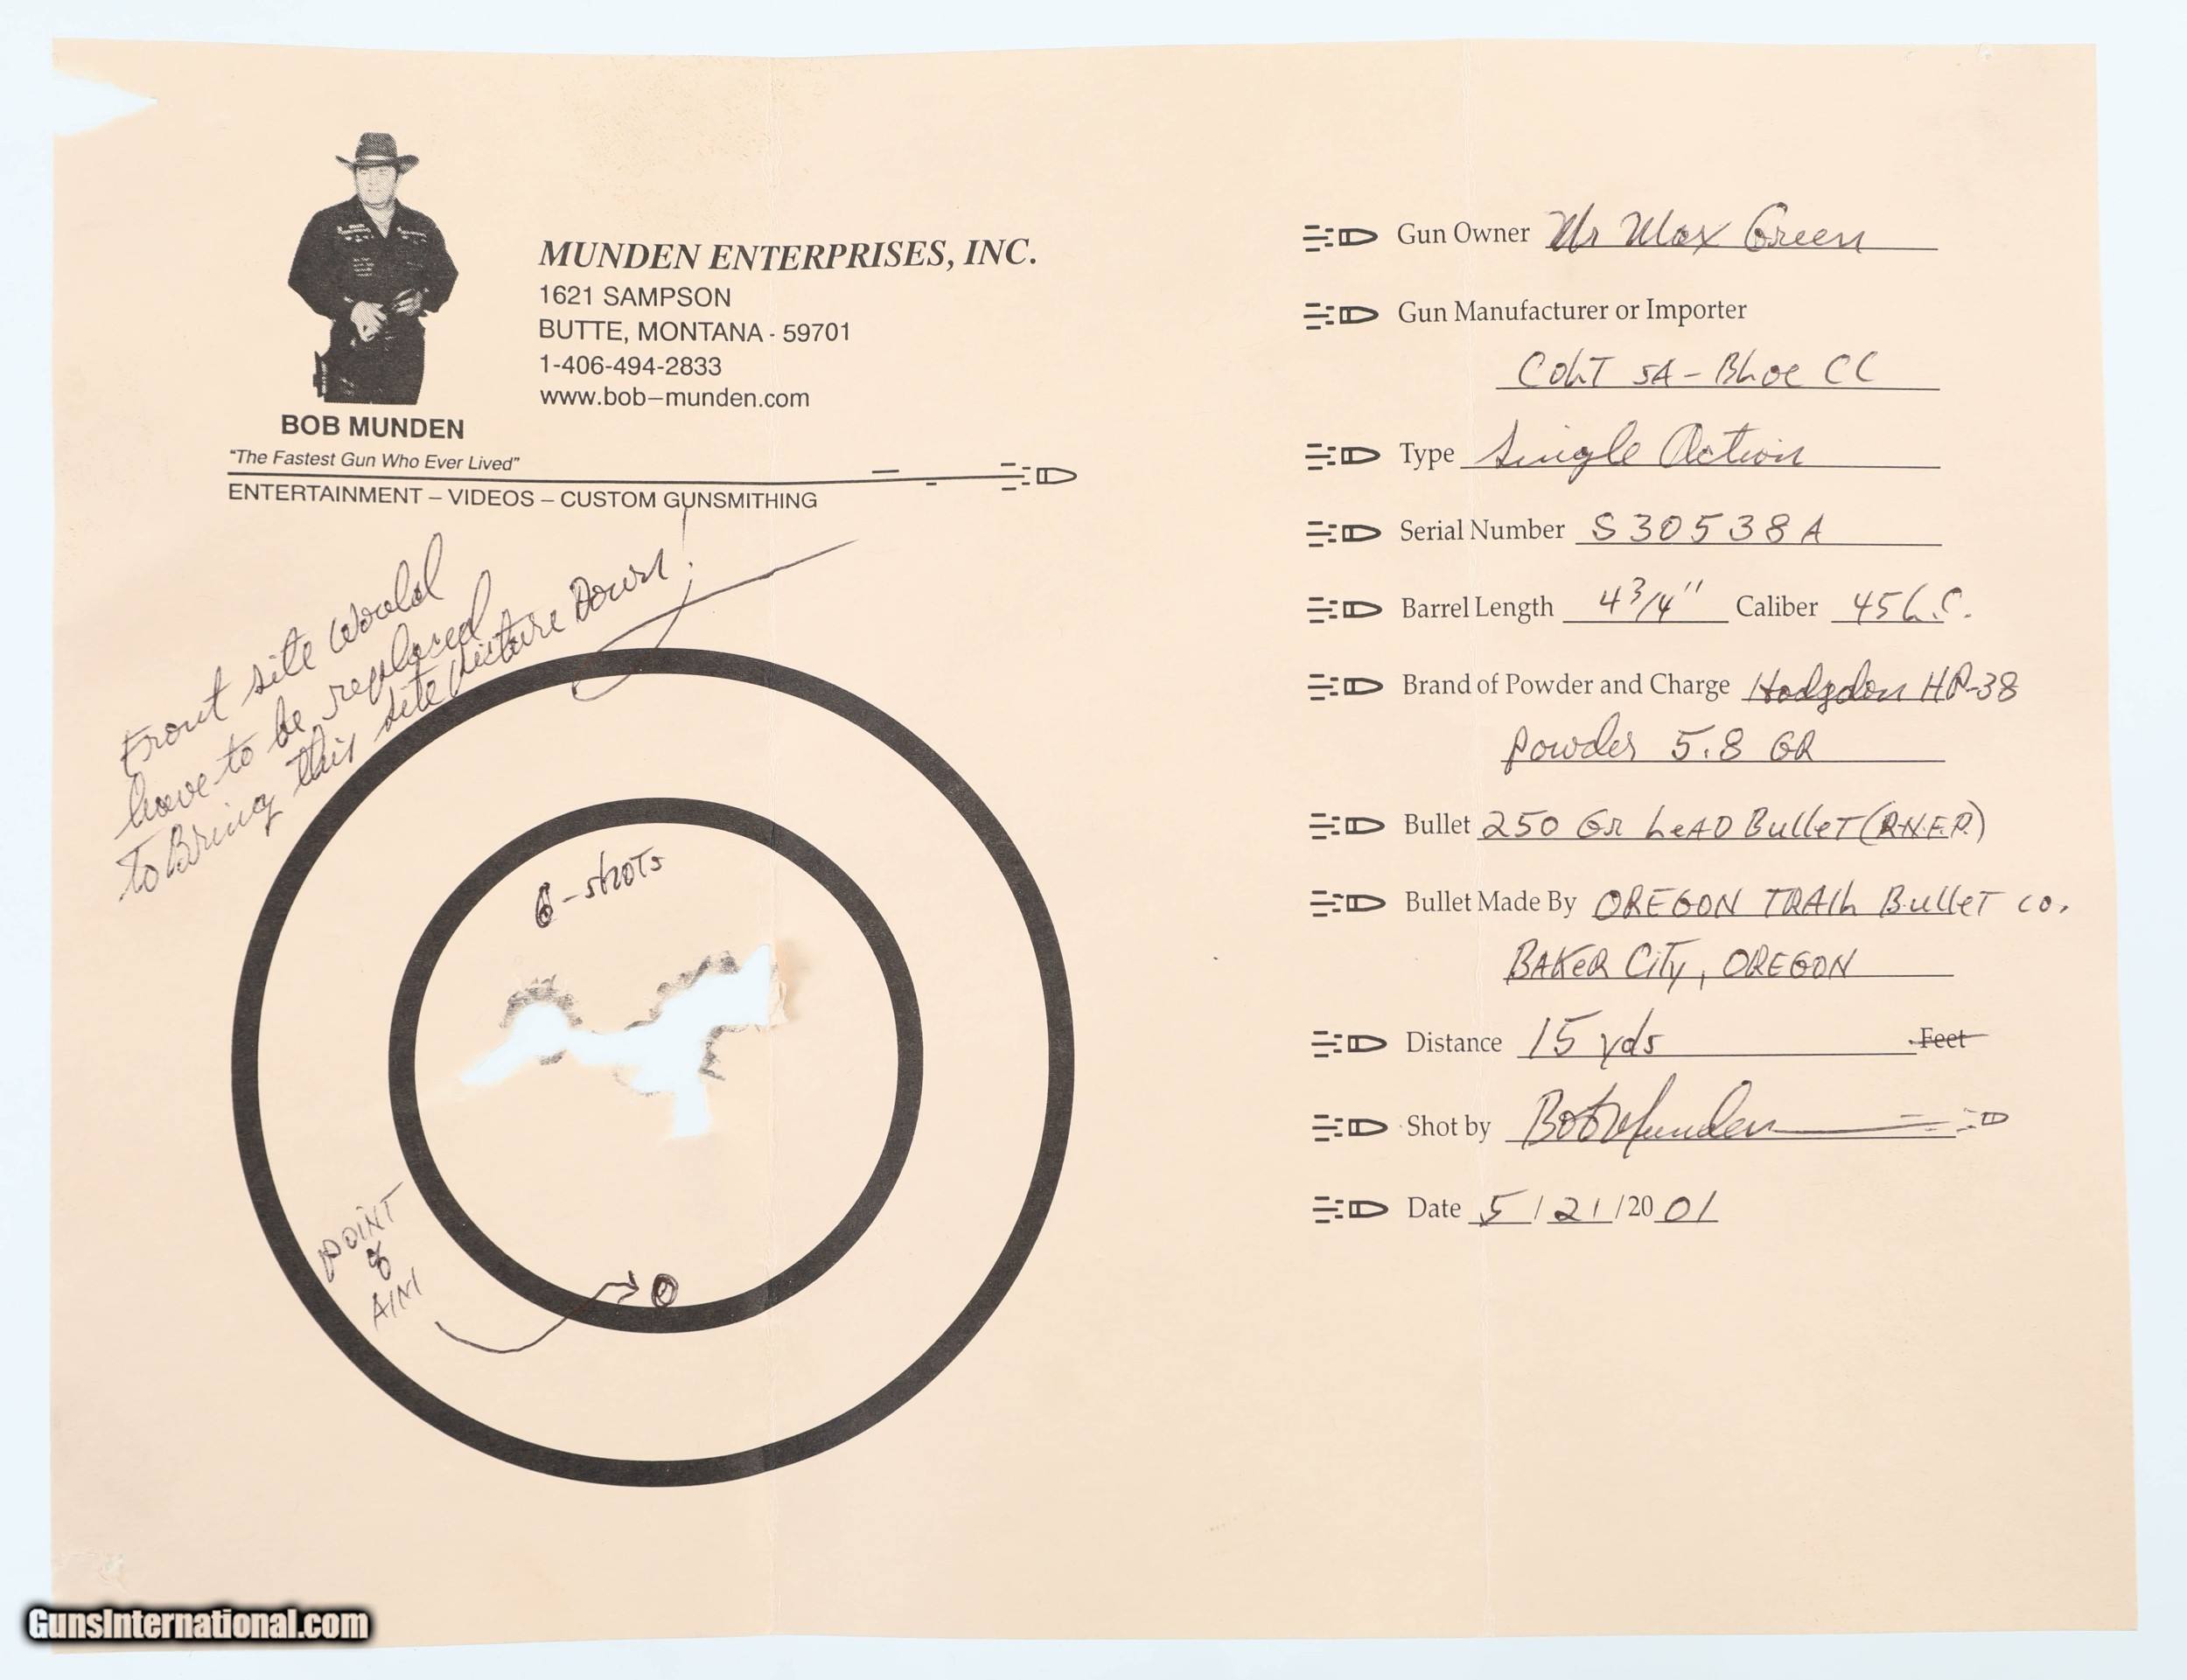 MUNDEN ENTERPRISES, INC.
1621 SAMPSON
BUTTE, MONTANA - 59701
1-406-494-2833
www.bob-munden.com
BOB MUNDEN
"The Fastest Gun Who Ever Lived"
ENTERTAINMENT – VIDEOS – CUSTOM GUNSMITHING
Front site would
have to be replaced
to Bring this site picture Down!
6-shots
POINT
of
AIM
Gun Owner Mr Max Green
Gun Manufacturer or Importer
COLT SA - BLUE CC
Type Single Action
Serial Number S30538A
Barrel Length 4 3/4" Caliber 45 L.C.
Brand of Powder and Charge Hodgdon HP-38
Powder 5.8 GR
Bullet 250 Gr LEAD BulleT (R.N.F.P.)
Bullet Made By OREGON TRAIL BulleT CO.
BAKER CiTy, OREGON
Distance 15 yds Feet
Shot by Bob Munden
Date 5/21/2001
GunsInternational.com